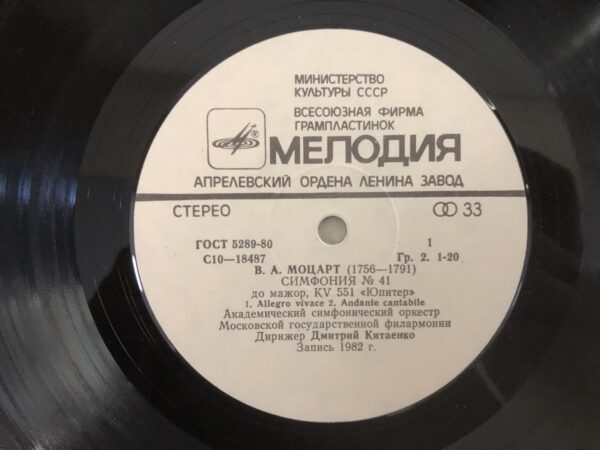 МИНИСТЕРСТВО
КУЛЬТУРЫ СССР
ВСЕСОЮЗНАЯ ФИРМА
ГРАМПЛАСТИНОК
®
МЕЛОДИЯ
АПРЕЛЕВСКИЙ ОРДЕНА ЛЕНИНА ЗАВОД
СТЕРЕО 33
ГОСТ 5289-80 1
С10—18487 Гр. 2. 1-20
В. А. МОЦАРТ (1756—1791)
СИМФОНИЯ № 41
до мажор, KV 551 «Юпитер»
1. Allegro vivace 2. Andante cantabile
Академический симфонический оркестр
Московской государственной филармонии
Дирижер Дмитрий Китаенко
Запись 1982 г.